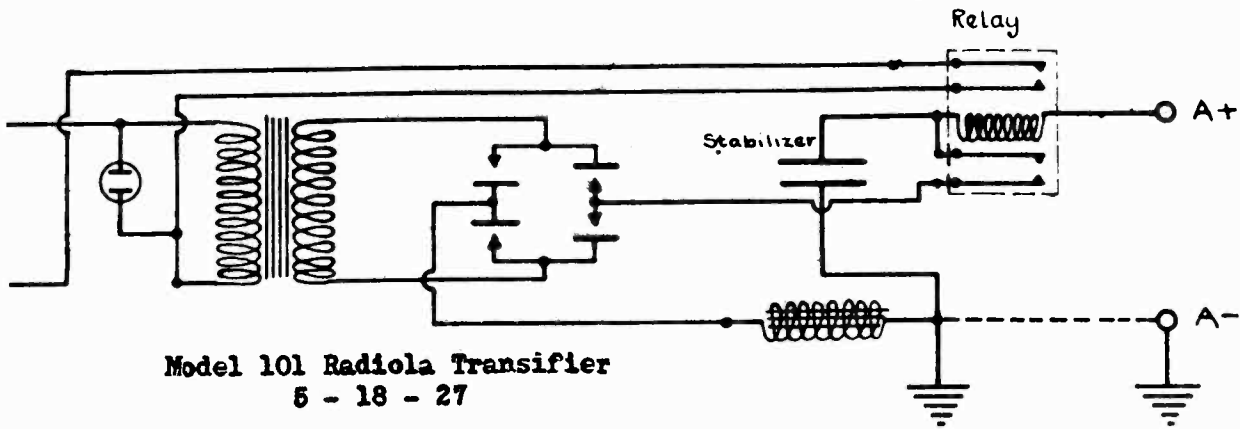 Relay
A+
Stabilizer
A-
Model 101 Radiola Transifier
5 - 18 - 27